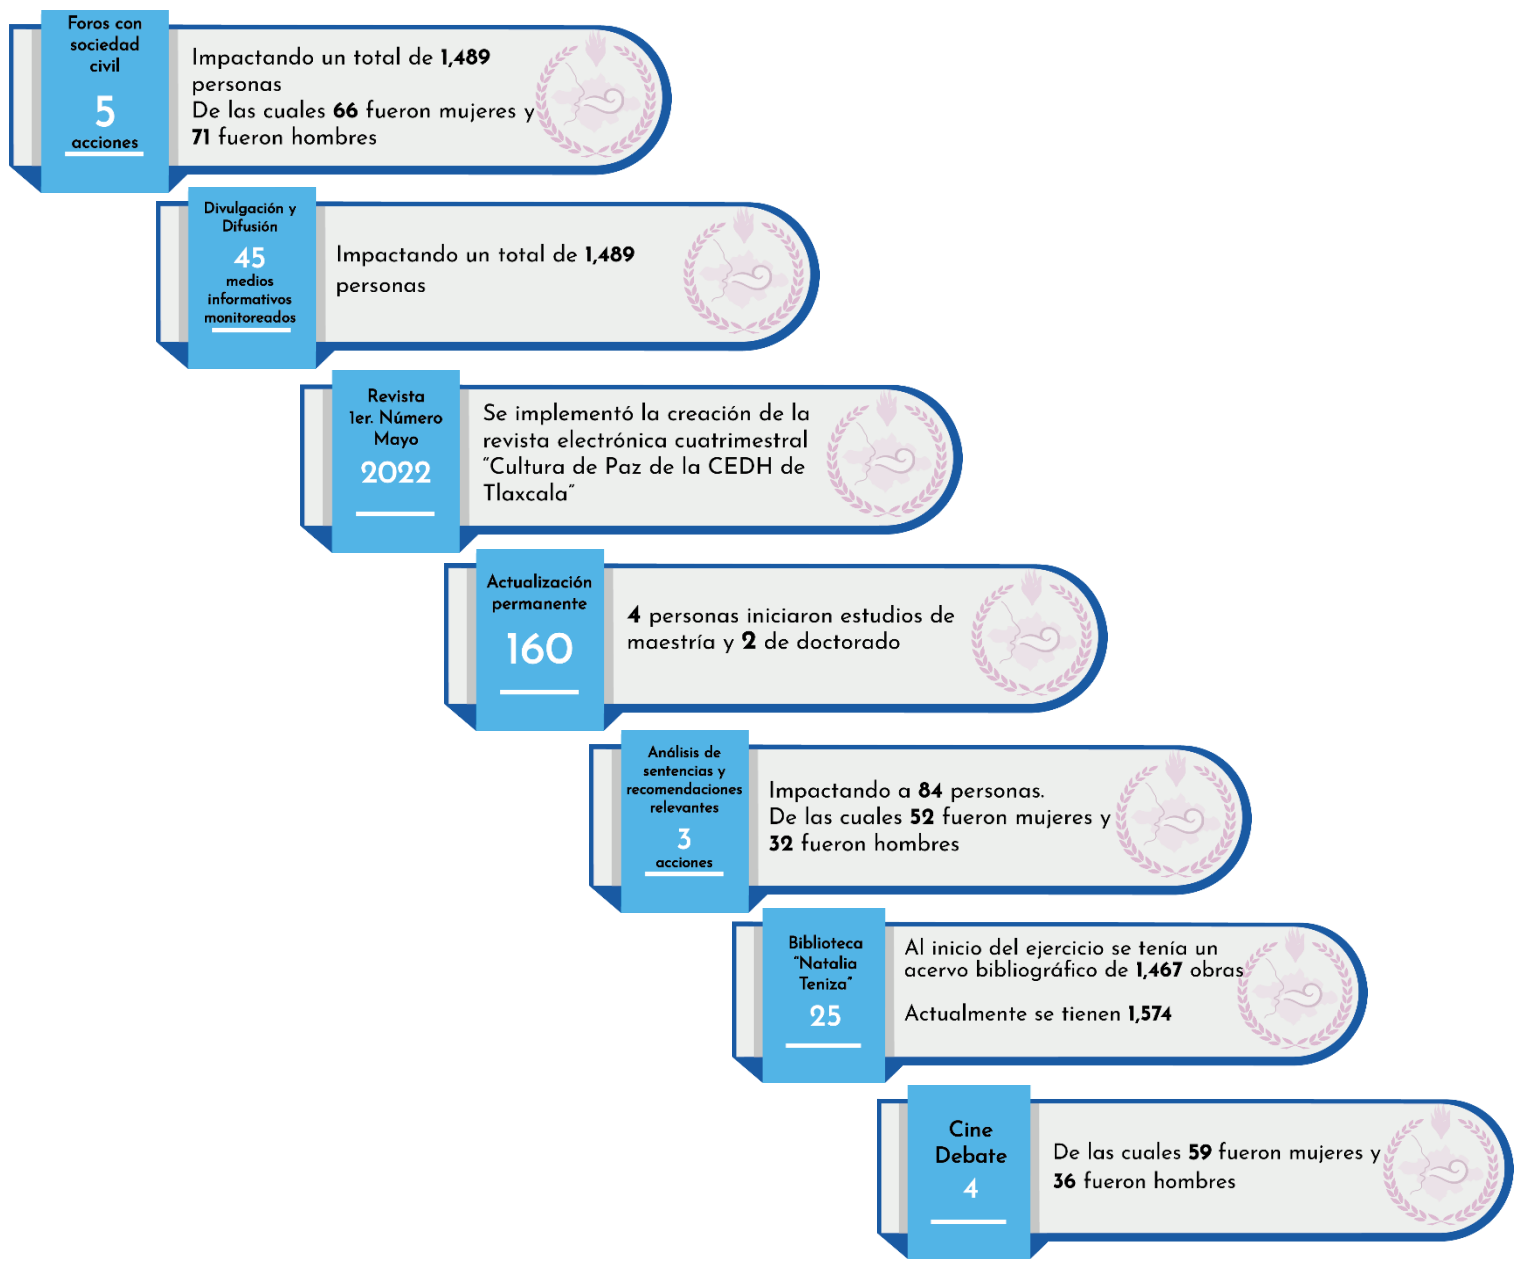 Foros con
sociedad
civil
5
acciones
Impactando un total de 1,489
personas
De las cuales 66 fueron mujeres y
71 fueron hombres
Divulgación y
Difusión
45
medios
informativos
monitoreados
Impactando un total de 1,489
personas
Revista
1er. Número
Mayo
2022
Se implementó la creación de la
revista electrónica cuatrimestral
“Cultura de Paz de la CEDH de
Tlaxcala”
Actualización
permanente
160
4 personas iniciaron estudios de
maestría y 2 de doctorado
Análisis de
sentencias y
recomendaciones
relevantes
3
acciones
Impactando a 84 personas.
De las cuales 52 fueron mujeres y
32 fueron hombres
Biblioteca
“Natalia
Teniza”
25
Al inicio del ejercicio se tenía un
acervo bibliográfico de 1,467 obras
Actualmente se tienen 1,574
Cine
Debate
4
De las cuales 59 fueron mujeres y
36 fueron hombres